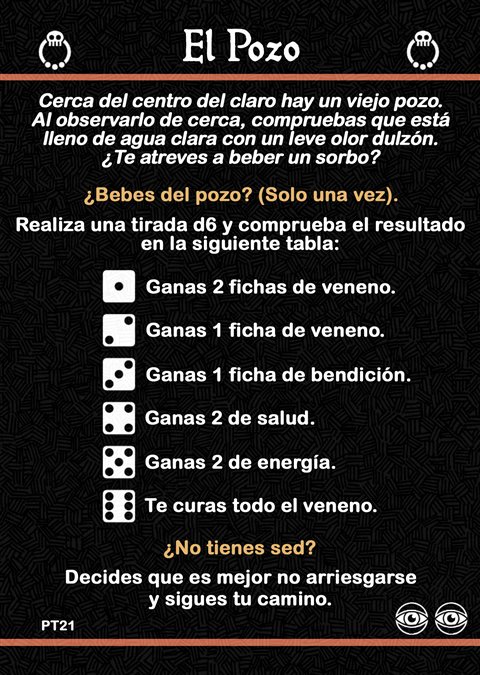 El Pozo
Cerca del centro del claro hay un viejo pozo.
Al observarlo de cerca, compruebas que está
lleno de agua clara con un leve olor dulzón.
¿Te atreves a beber un sorbo?
¿Bebes del pozo? (Solo una vez).
Realiza una tirada d6 y comprueba el resultado
en la siguiente tabla:
Ganas 2 fichas de veneno.
Ganas 1 ficha de veneno.
Ganas 1 ficha de bendición.
Ganas 2 de salud.
Ganas 2 de energía.
Te curas todo el veneno.
¿No tienes sed?
Decides que es mejor no arriesgarse
y sigues tu camino.
PT21